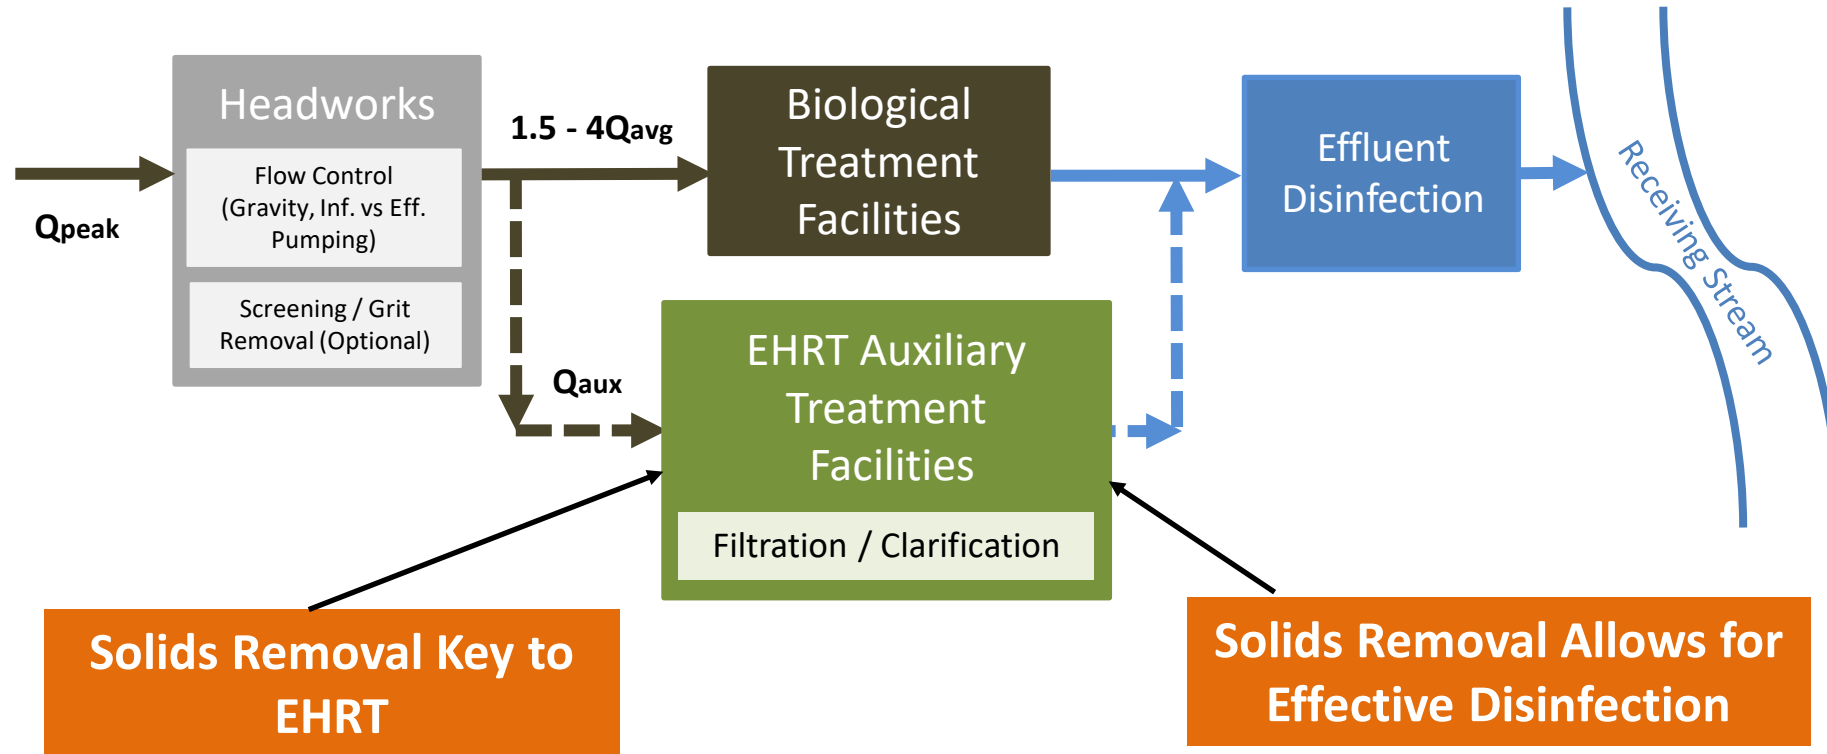 Headworks
Flow Control
(Gravity, Inf. vs Eff.
Pumping)
Screening / Grit
Removal (Optional)
Qpeak
1.5 - 4Qavg
Qaux
Biological
Treatment
Facilities
EHRT Auxiliary
Treatment
Facilities
Filtration / Clarification
Effluent
Disinfection
Receiving Stream
Solids Removal Key to
EHRT
Solids Removal Allows for
Effective Disinfection